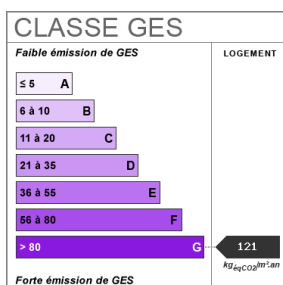 CLASSE GES
Faible émission de GES
LOGEMENT
≤ 5 A
6 à 10 B
11 à 20 C
21 à 35 D
36 à 55 E
56 à 80 F
> 80 G
121
kgéqCO2/m².an
Forte émission de GES